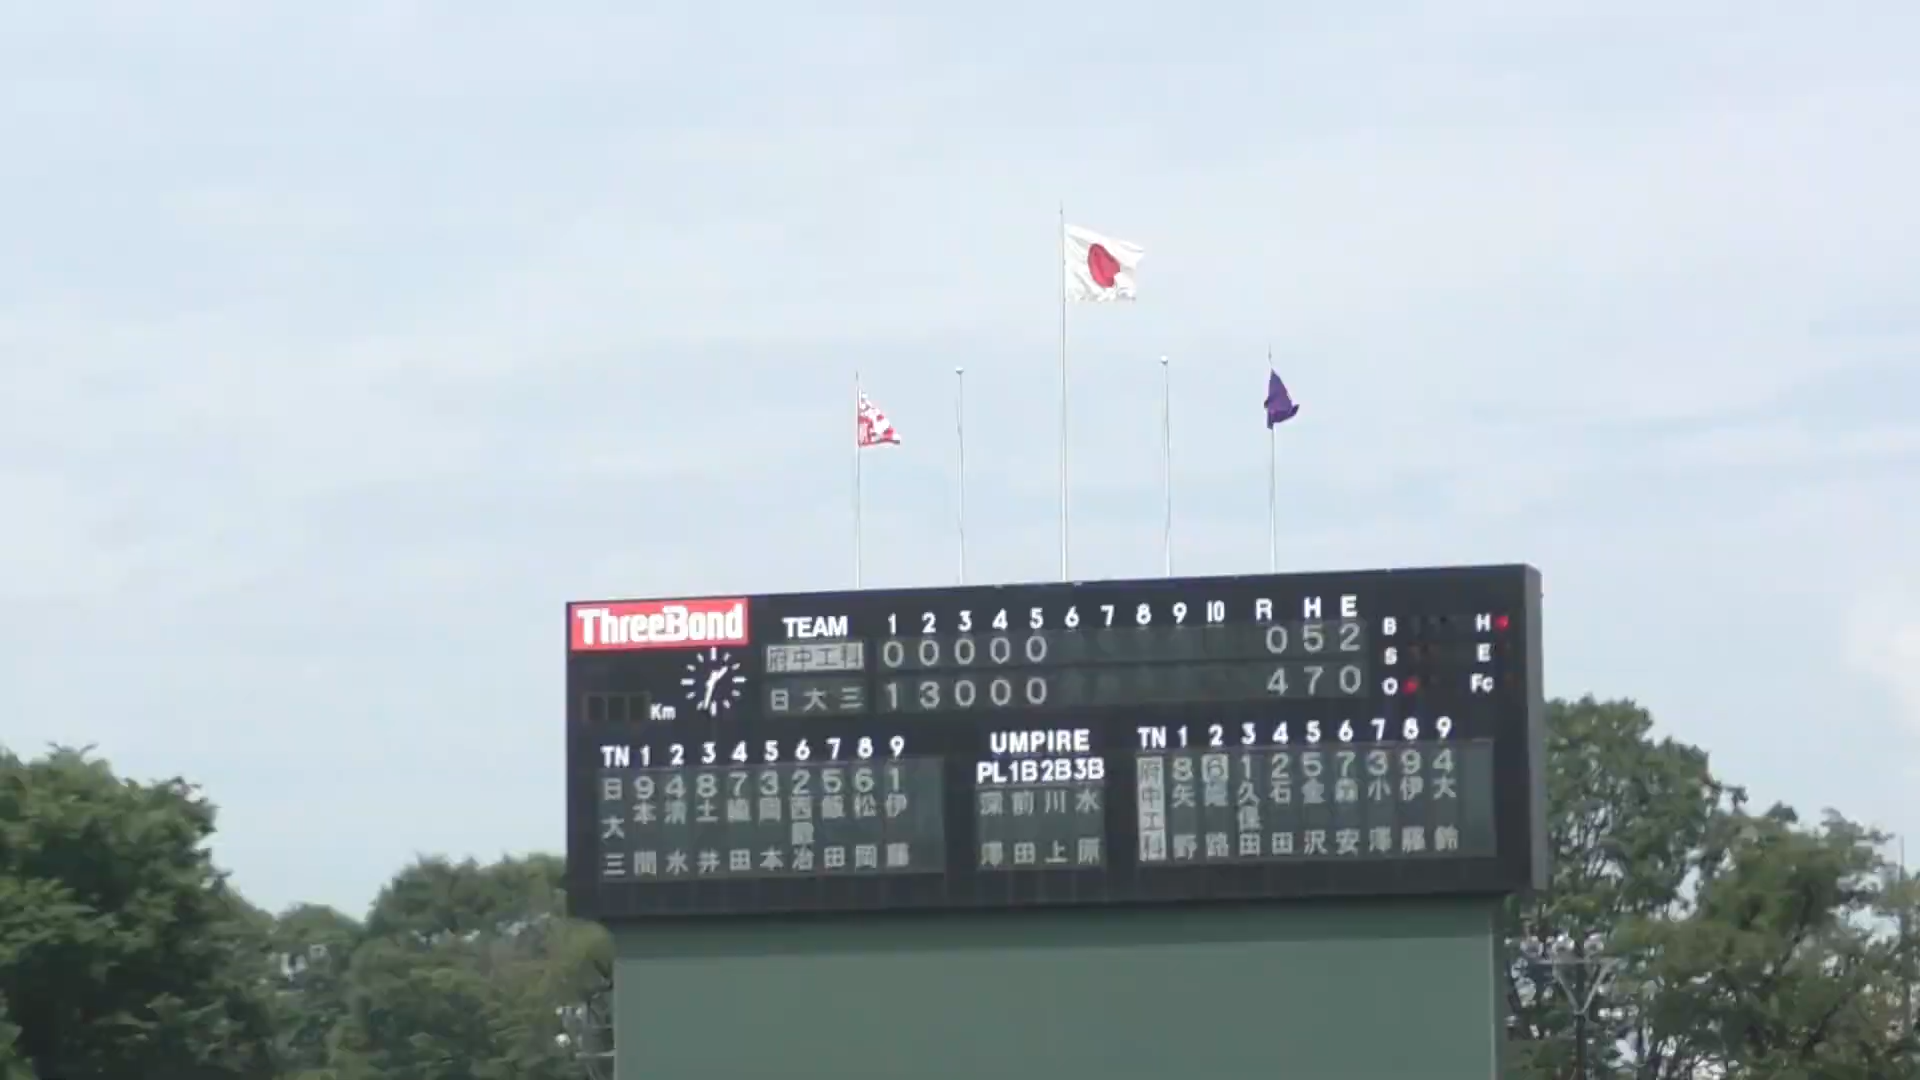 ThreeBond
TEAM 1 2 3 4 5 6 7 8 9 10 R H E
府中工科 0 0 0 0 0 0 5 2
日大三 1 3 0 0 0 4 7 0
B H
S E
O Fc
Km
TN 1 2 3 4 5 6 7 8 9
日大三 9 4 8 7 3 2 5 6 1
本間 清水 土井 嶋田 岡本 西 冶 飯田 松岡 伊藤
UMPIRE
PL 1B 2B 3B
深澤 前田 川上 水原
TN 1 2 3 4 5 6 7 8 9
府中工科 8 6 1 2 5 7 3 9 4
矢野 路 久保田 石田 金沢 森安 小澤 伊藤 大鈴